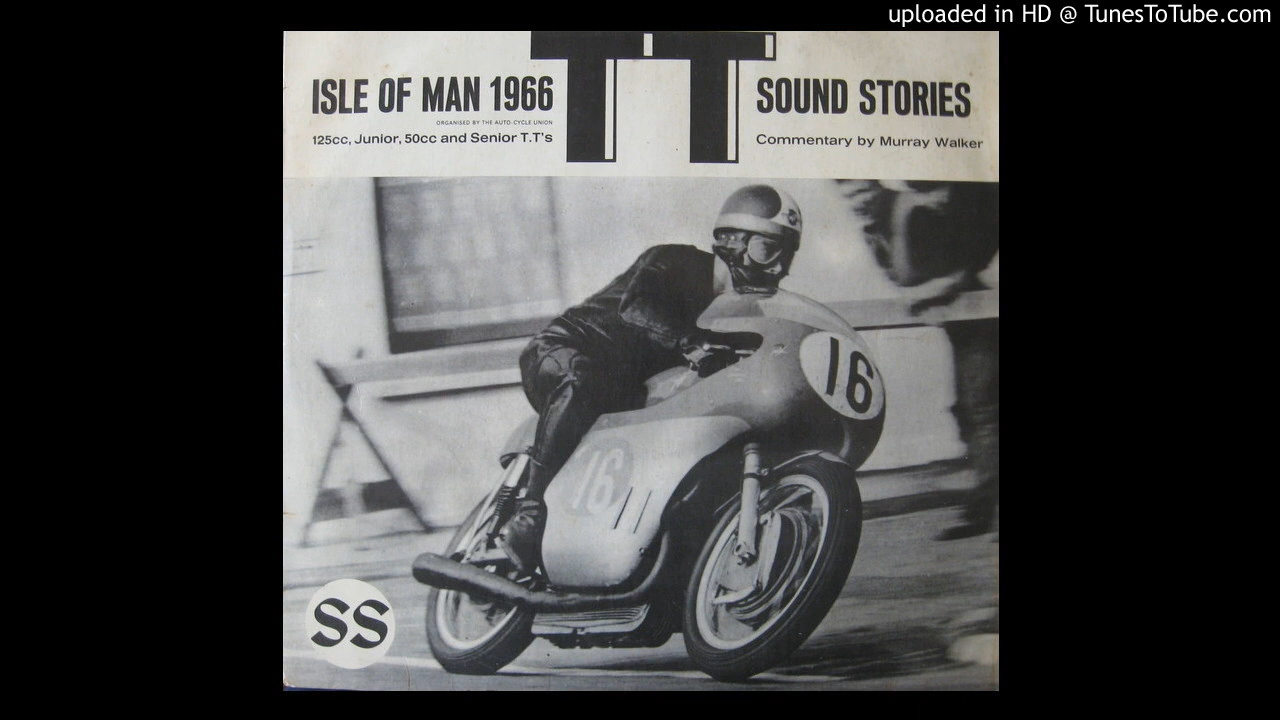 uploaded in HD @ TunesToTube.com
TT
ISLE OF MAN 1966
ORGANISED BY THE AUTO-CYCLE UNION
125cc, Junior, 50cc and Senior T.T's
SOUND STORIES
Commentary by Murray Walker
16
16
SS